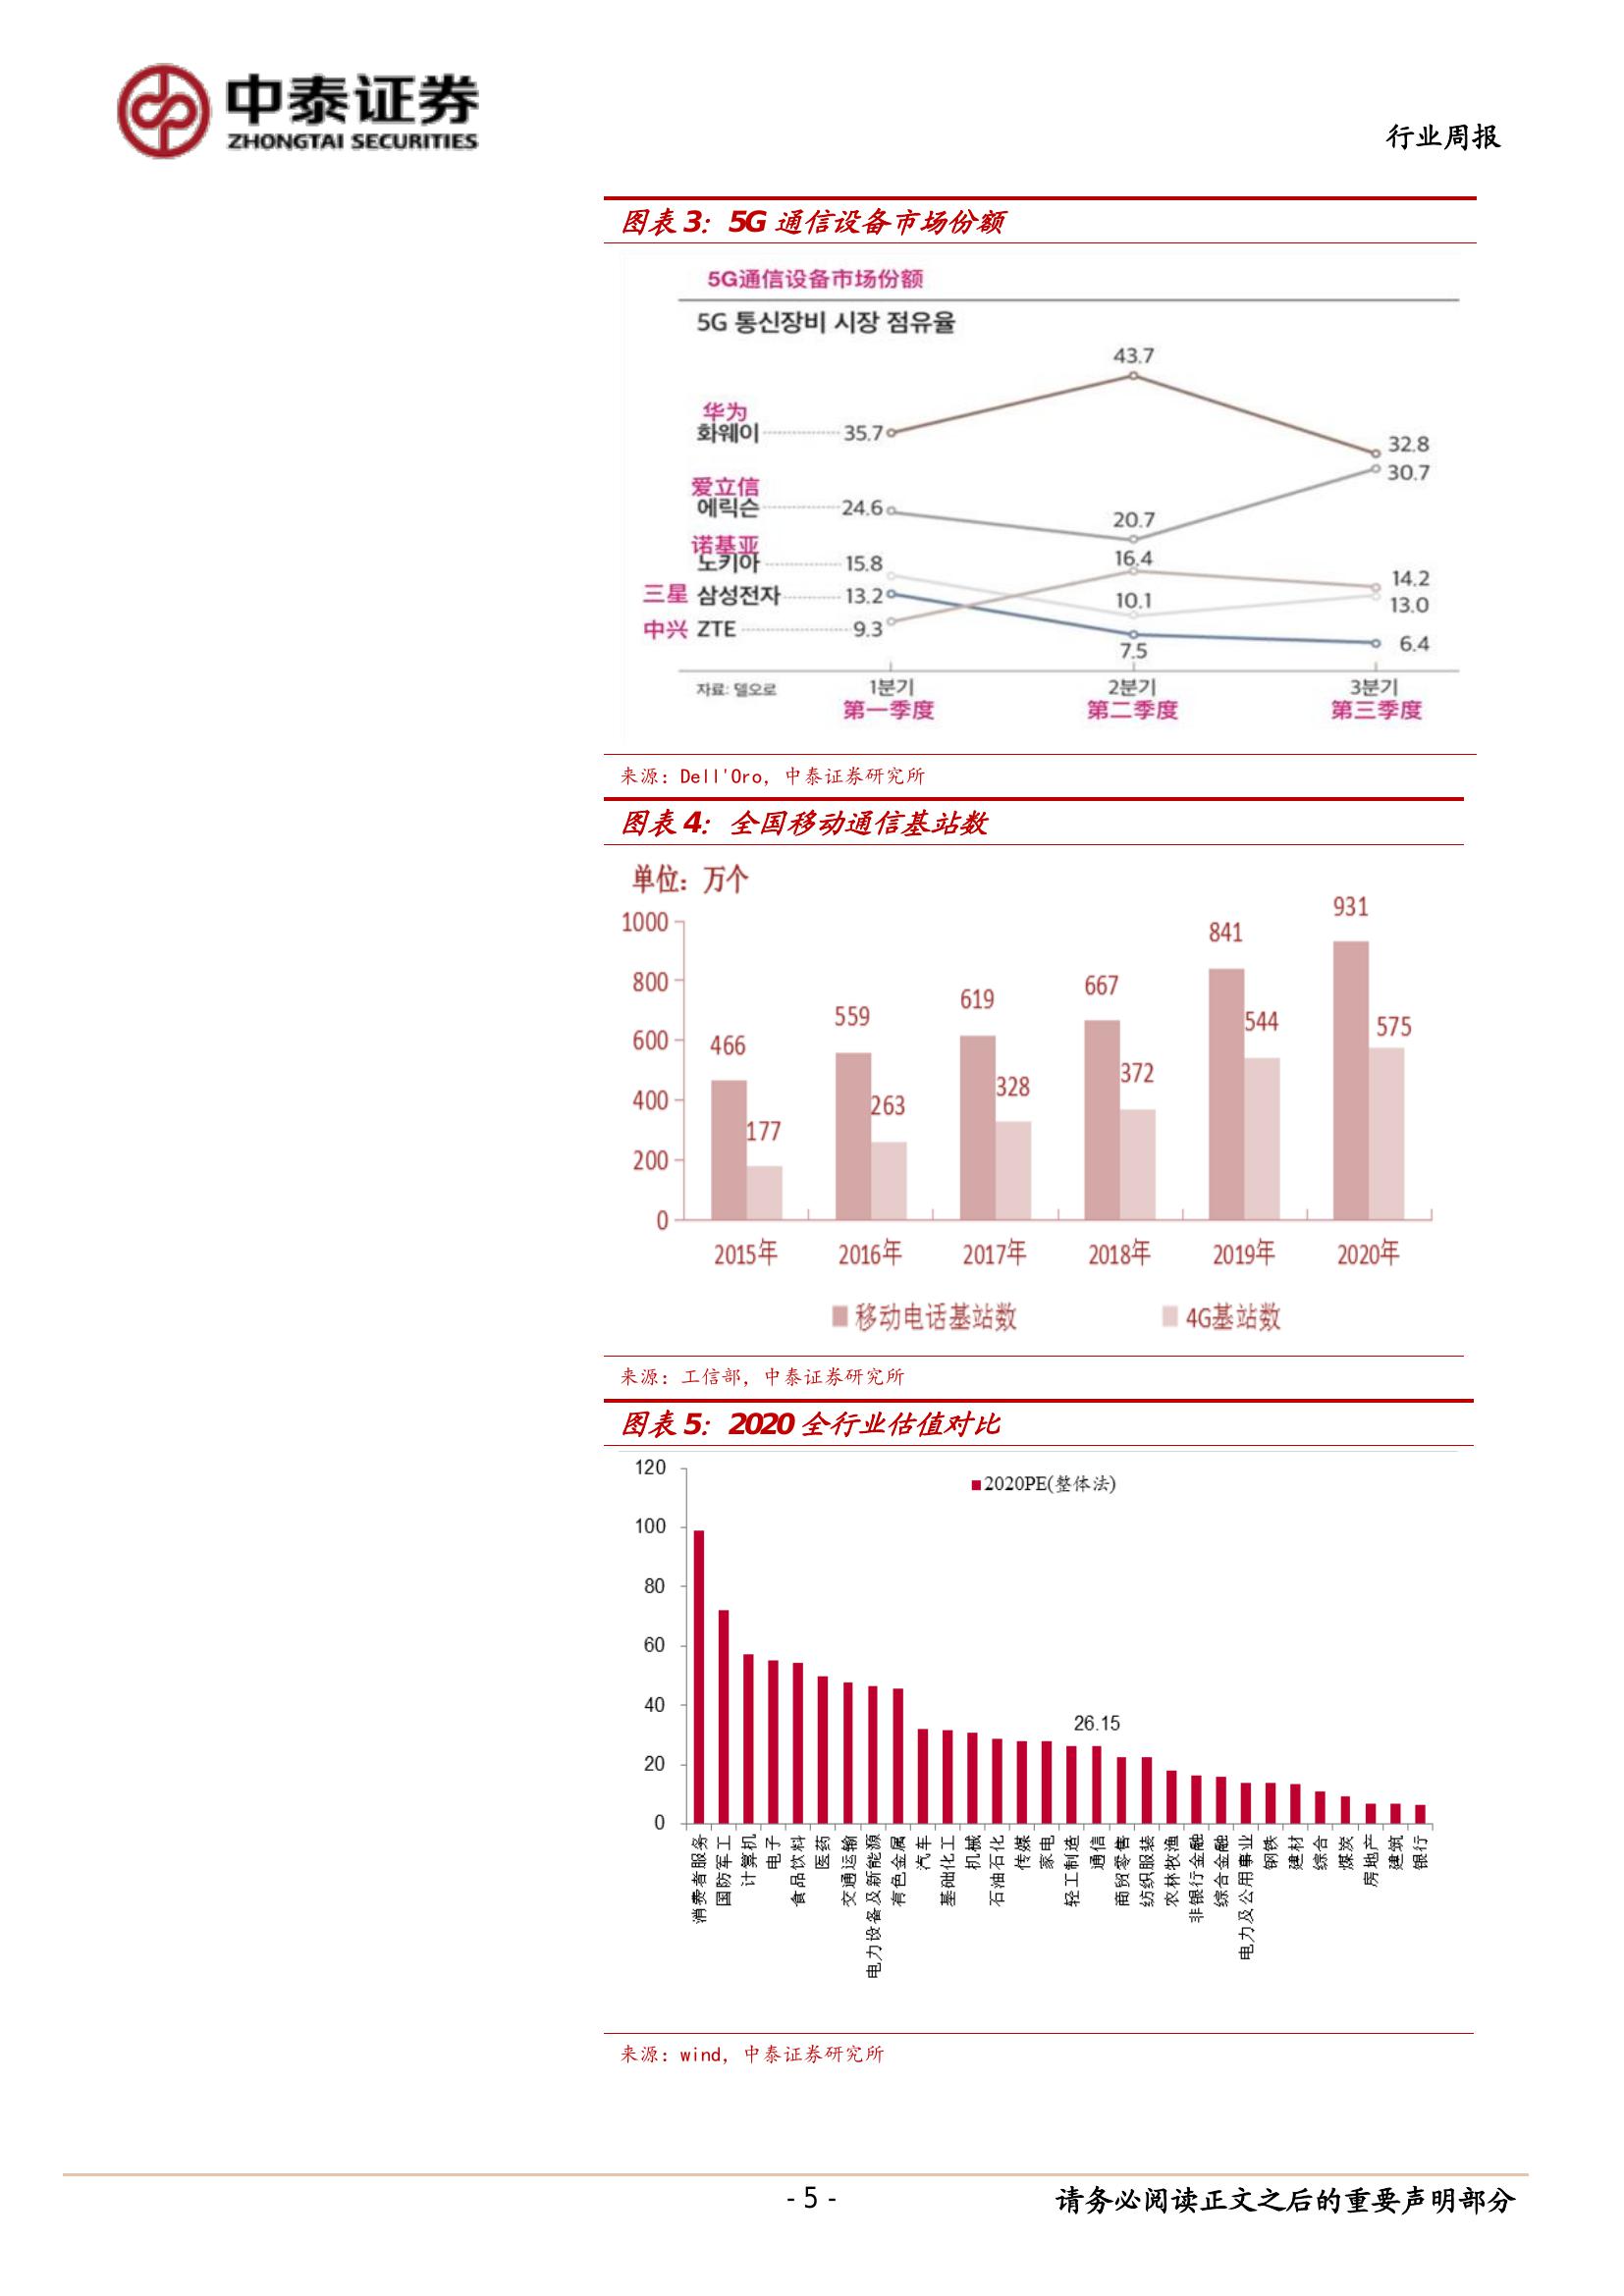 中泰证券
ZHONGTAI SECURITIES
行业周报
图表 3：5G 通信设备市场份额
5G通信设备市场份额
5G 통신장비 시장 점유율
43.7
华为
화웨이 35.7
32.8
30.7
爱立信
에릭슨 24.6
20.7
诺基亚
노키아 15.8
16.4
14.2
三星 삼성전자 13.2
10.1
13.0
中兴 ZTE 9.3
7.5
6.4
자료: 델오로 1분기 2분기 3분기
第一季度 第二季度 第三季度
来源：Dell'Oro，中泰证券研究所
图表 4：全国移动通信基站数
单位：万个
1000
800
600
400
200
0
466
177
559
263
619
328
667
372
841
544
931
575
2015年 2016年 2017年 2018年 2019年 2020年
移动电话基站数 4G基站数
来源：工信部，中泰证券研究所
图表 5：2020 全行业估值对比
2020PE(整体法)
120
100
80
60
40
20
0
26.15
消费者服务
国防军工
计算机
电子
食品饮料
医药
交通运输
电力设备及新能源
有色金属
汽车
基础化工
机械
石油石化
传媒
家电
轻工制造
通信
商贸零售
纺织服装
农林牧渔
非银行金融
综合金融
电力及公用事业
钢铁
建材
综合
煤炭
房地产
建筑
银行
来源：wind，中泰证券研究所
- 5 -
请务必阅读正文之后的重要声明部分